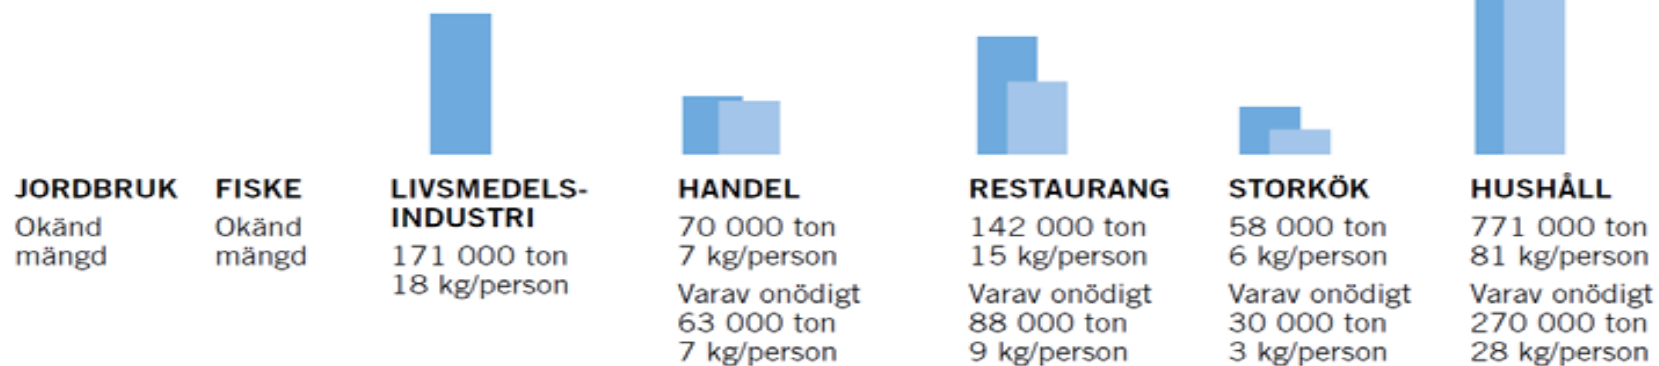 JORDBRUK
Okänd
mängd
FISKE
Okänd
mängd
LIVSMEDELS-
INDUSTRI
171 000 ton
18 kg/person
HANDEL
70 000 ton
7 kg/person
Varav onödigt
63 000 ton
7 kg/person
RESTAURANG
142 000 ton
15 kg/person
Varav onödigt
88 000 ton
9 kg/person
STORKÖK
58 000 ton
6 kg/person
Varav onödigt
30 000 ton
3 kg/person
HUSHÅLL
771 000 ton
81 kg/person
Varav onödigt
270 000 ton
28 kg/person